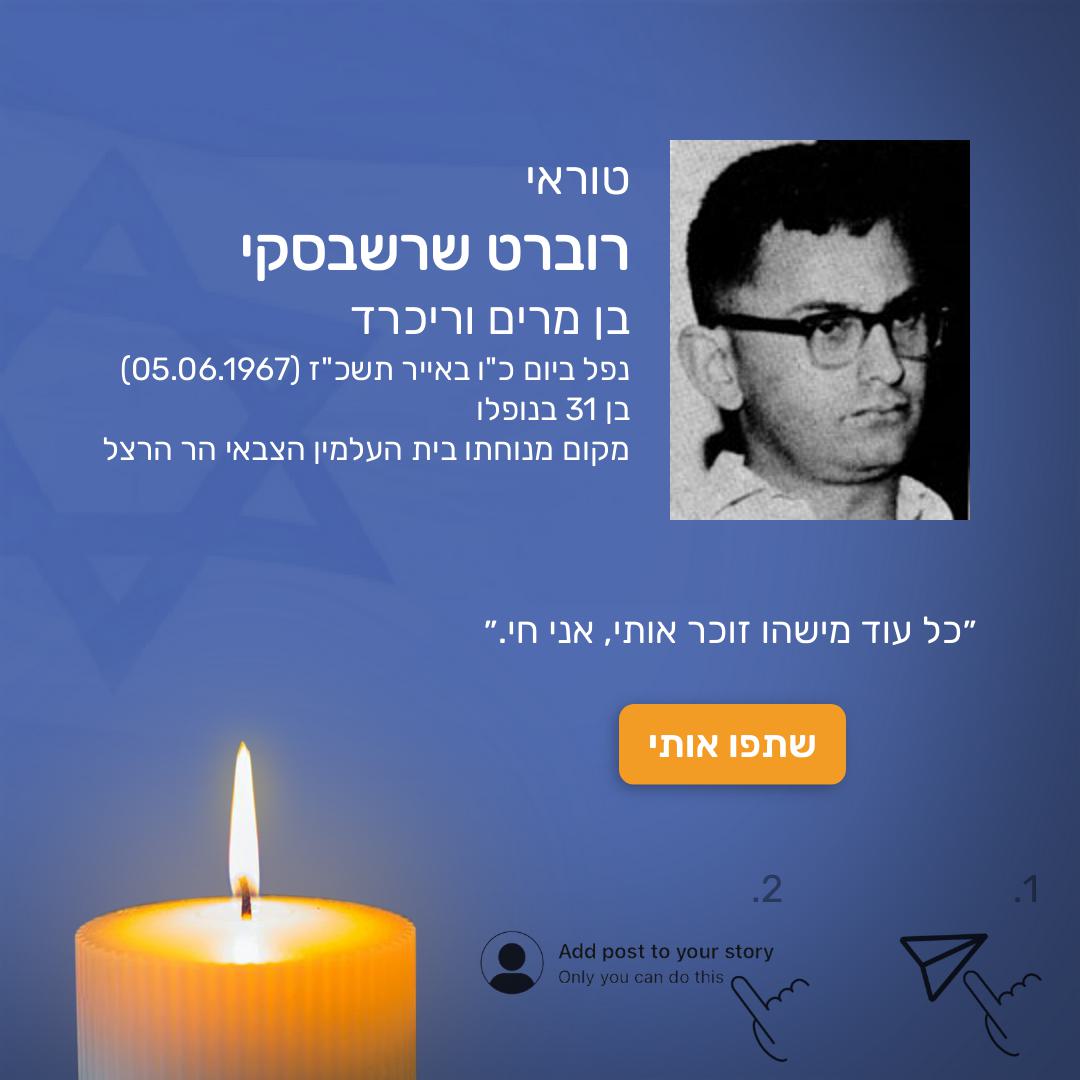 טוראי
רוברט שרשבסקי
בן מרים וריכרד
נפל ביום כ"ו באייר תשכ"ז (05.06.1967)
בן 31 בנופלו
מקום מנוחתו בית העלמין הצבאי הר הרצל
״כל עוד מישהו זוכר אותי, אני חי.״
שתפו אותי
1.
2.
Add post to your story
Only you can do this